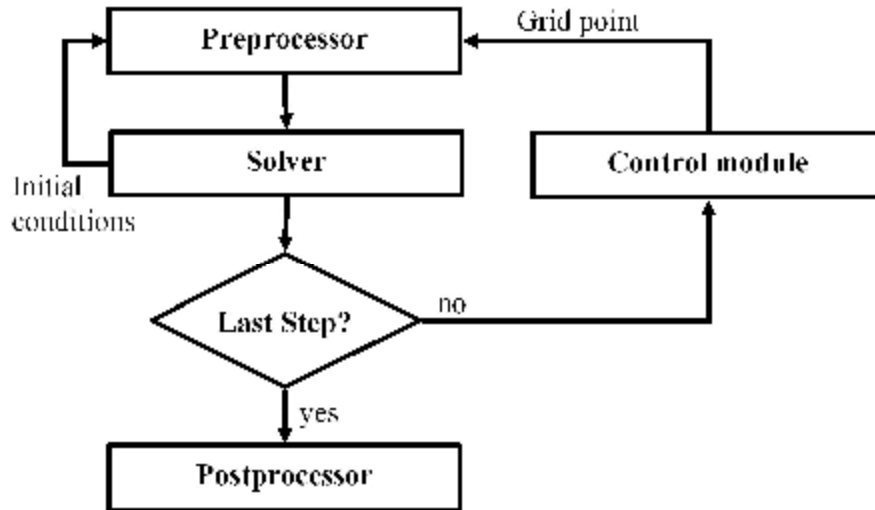 Grid point
Preprocessor
Solver
Control module
Initial
conditions
Last Step?
no
yes
Postprocessor